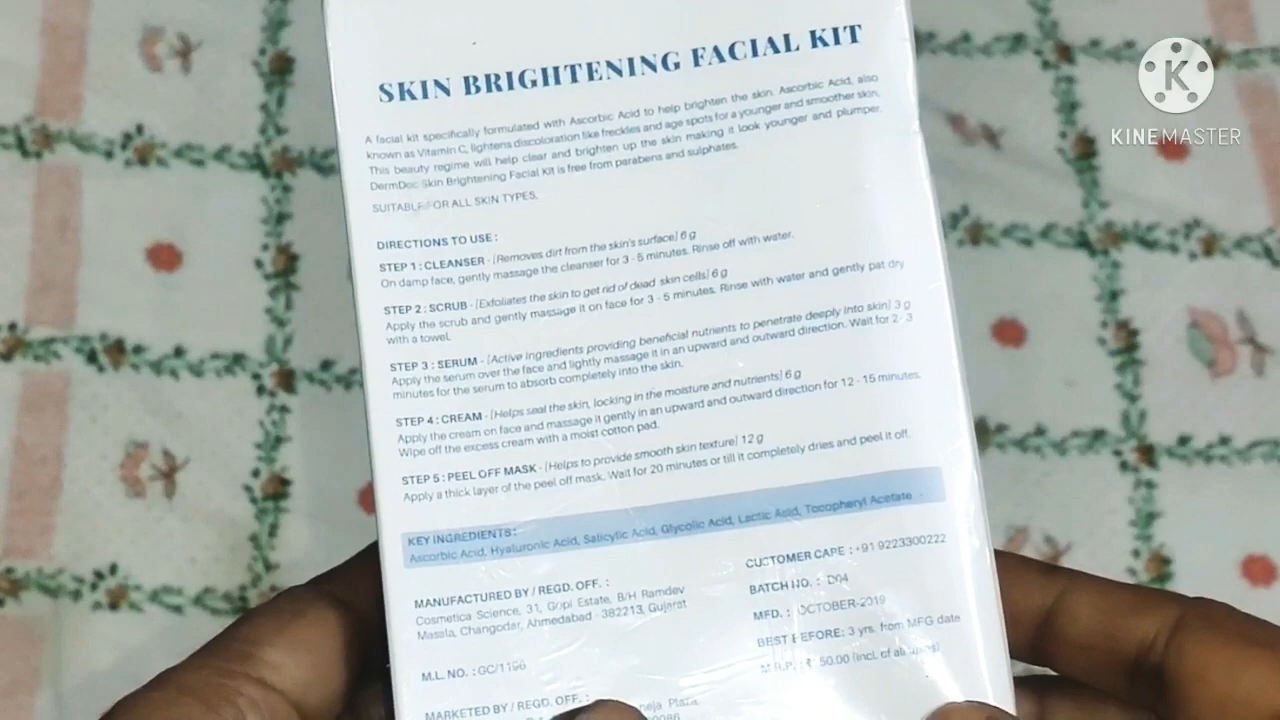 SKIN BRIGHTENING FACIAL KIT
A facial kit specifically formulated with Ascorbic Acid to help brighten the skin. Ascorbic Acid, also
known as Vitamin C, lightens discoloration like freckles and age spots for a younger and smoother skin.
This beauty regime will help clear and brighten up the skin making it look younger and plumper.
DermDoc Skin Brightening Facial Kit is free from parabens and sulphates.
SUITABLE FOR ALL SKIN TYPES.
DIRECTIONS TO USE :
STEP 1 : CLEANSER - [Removes dirt from the skin's surface] 6 g
On damp face, gently massage the cleanser for 3 - 5 minutes. Rinse off with water.
STEP 2 : SCRUB - [Exfoliates the skin to get rid of dead skin cells] 6 g
Apply the scrub and gently massage it on face for 3 - 5 minutes. Rinse with water and gently pat dry
with a towel.
STEP 3 : SERUM - [Active ingredients providing beneficial nutrients to penetrate deeply into skin] 3 g
Apply the serum over the face and lightly massage it in an upward and outward direction. Wait for 2 - 3
minutes for the serum to absorb completely into the skin.
STEP 4 : CREAM - [Helps seal the skin, locking in the moisture and nutrients] 6 g
Apply the cream on face and massage it gently in an upward and outward direction for 12 - 15 minutes.
Wipe off the excess cream with a moist cotton pad.
STEP 5 : PEEL OFF MASK - [Helps to provide smooth skin texture] 12 g
Apply a thick layer of the peel off mask. Wait for 20 minutes or till it completely dries and peel it off.
KEY INGREDIENTS :
Ascorbic Acid, Hyaluronic Acid, Salicylic Acid, Glycolic Acid, Lactic Acid, Tocopheryl Acetate
MANUFACTURED BY / REGD. OFF. :
Cosmetica Science, 31, Gopi Estate, B/H Ramdev
Masala, Changodar, Ahmedabad - 382213, Gujarat
M.L. NO. : GC/1196
MARKETED BY / REGD. OFF. :
CUSTOMER CARE : +91 9223300222
BATCH NO. : D04
MFD. : OCTOBER-2019
BEST BEFORE: 3 yrs. from MFG date
M.R.P. : 50.00 (incl. of all taxes)
KINEMASTER